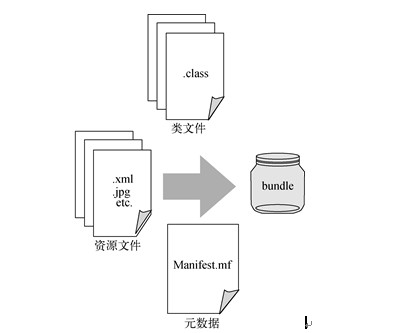 .class
类文件
.xml
.jpg
etc.
资源文件
bundle
Manifest.mf
元数据